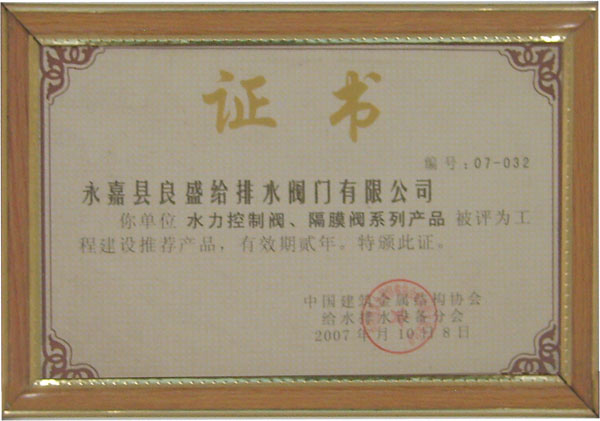 证书
编号:07-032
永嘉县良盛给排水阀门有限公司
你单位 水力控制阀、隔膜阀系列产品 被评为工
程建设推荐产品，有效期贰年。特颁此证。
中国建筑金属结构协会
给水排水设备分会
2007年 月10月8日